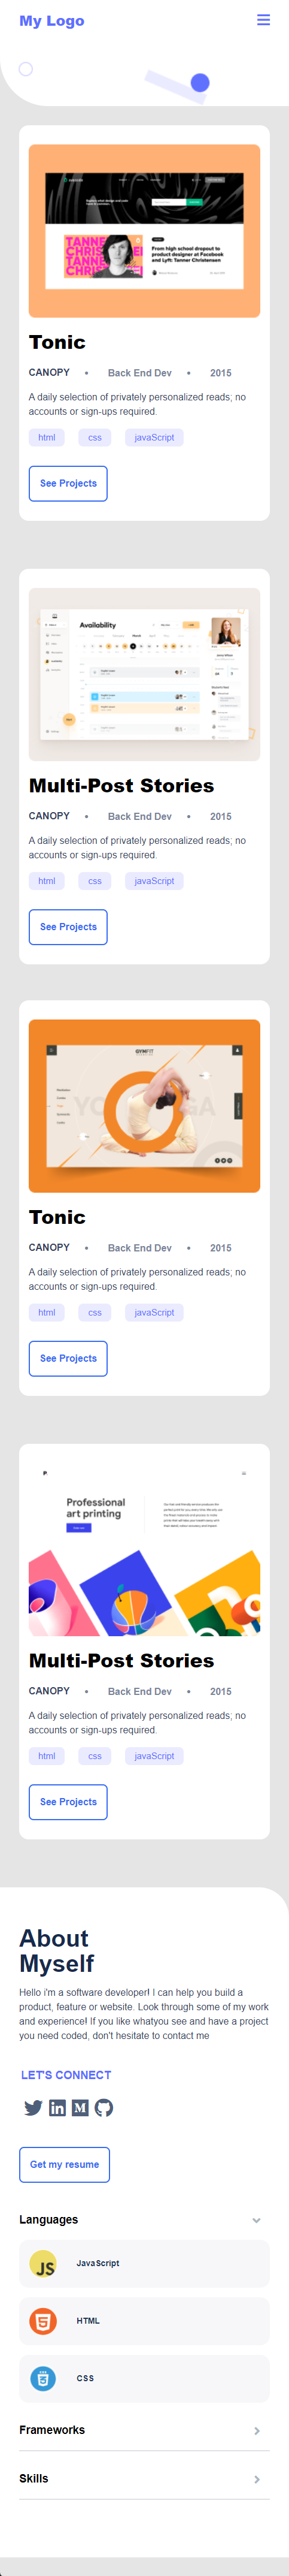 My Logo
TANNER
CHRIS
From high school dropout to
product designer at Facebook
and Lyft: Tanner Christensen
Tonic
CANOPY • Back End Dev • 2015
A daily selection of privately personalized reads; no
accounts or sign-ups required.
html css javaScript
See Projects
Availability
Multi-Post Stories
CANOPY • Back End Dev • 2015
A daily selection of privately personalized reads; no
accounts or sign-ups required.
html css javaScript
See Projects
GYMFIT
Tonic
CANOPY • Back End Dev • 2015
A daily selection of privately personalized reads; no
accounts or sign-ups required.
html css javaScript
See Projects
P.
Professional
art printing
Multi-Post Stories
CANOPY • Back End Dev • 2015
A daily selection of privately personalized reads; no
accounts or sign-ups required.
html css javaScript
See Projects
About
Myself
Hello i'm a software developer! I can help you build a
product, feature or website. Look through some of my work
and experience! If you like whatyou see and have a project
you need coded, don't hesitate to contact me
LET'S CONNECT
Get my resume
Languages
JS JavaScript
HTML
CSS
Frameworks
Skills